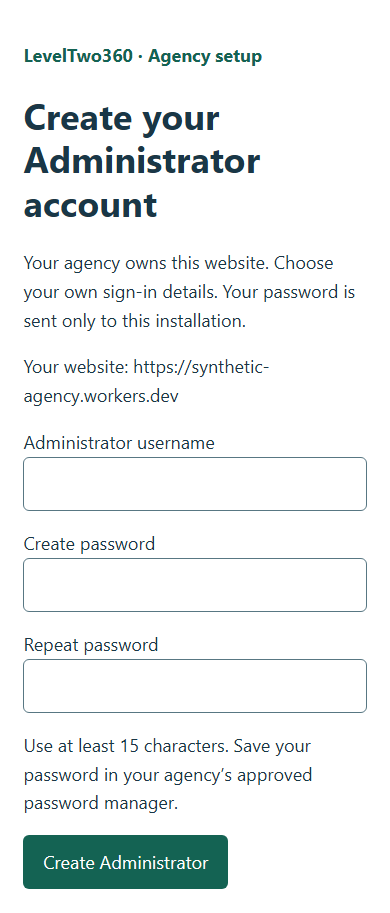 LevelTwo360 · Agency setup
Create your
Administrator
account
Your agency owns this website. Choose
your own sign-in details. Your password is
sent only to this installation.
Your website: https://synthetic-
agency.workers.dev
Administrator username
Create password
Repeat password
Use at least 15 characters. Save your
password in your agency’s approved
password manager.
Create Administrator